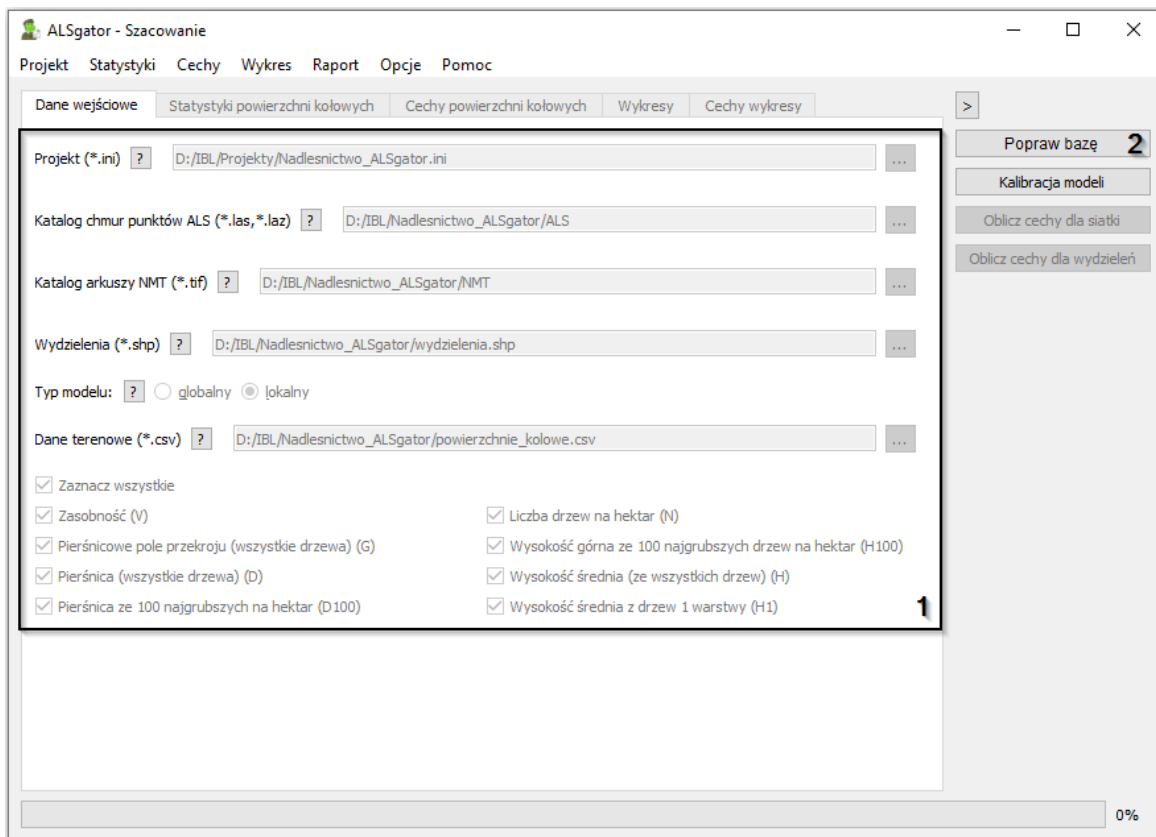 ALSgator - Szacowanie
Projekt Statystyki Cechy Wykres Raport Opcje Pomoc
Dane wejściowe Statystyki powierzchni kołowych Cechy powierzchni kołowych Wykresy Cechy wykresy >
Projekt (*.ini) ? D:/IBL/Projekty/Nadlesnictwo_ALSgator.ini ... Popraw bazę 2
Kalibracja modeli
Katalog chmur punktów ALS (*.las,*.laz) ? D:/IBL/Nadlesnictwo_ALSgator/ALS ... Oblicz cechy dla siatki
Oblicz cechy dla wydzieleń
Katalog arkuszy NMT (*.tif) ? D:/IBL/Nadlesnictwo_ALSgator/NMT ...
Wydzielenia (*.shp) ? D:/IBL/Nadlesnictwo_ALSgator/wydzielenia.shp ...
Typ modelu: ? globalny lokalny
Dane terenowe (*.csv) ? D:/IBL/Nadlesnictwo_ALSgator/powierzchnie_kolowe.csv ...
Zaznacz wszystkie
Zasobność (V) Liczba drzew na hektar (N)
Pierśnicowe pole przekroju (wszystkie drzewa) (G) Wysokość górna ze 100 najgrubszych drzew na hektar (H100)
Pierśnica (wszystkie drzewa) (D) Wysokość średnia (ze wszystkich drzew) (H)
Pierśnica ze 100 najgrubszych na hektar (D100) Wysokość średnia z drzew 1 warstwy (H1) 1
0%